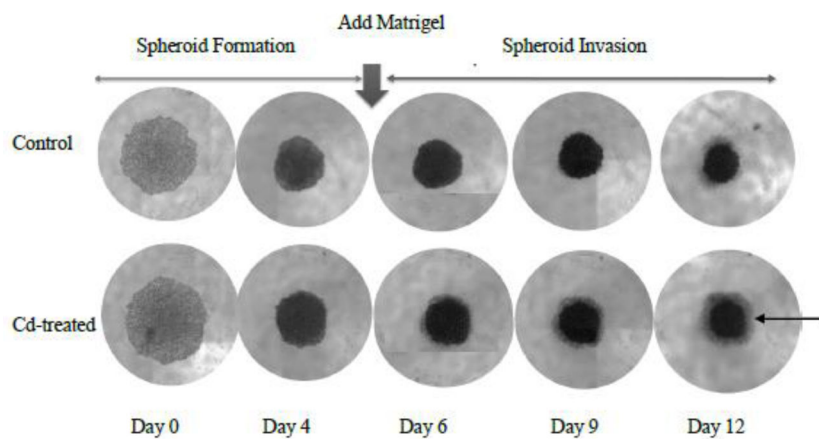 Add Matrigel
Spheroid Formation
Spheroid Invasion
Control
Cd-treated
Day 0
Day 4
Day 6
Day 9
Day 12